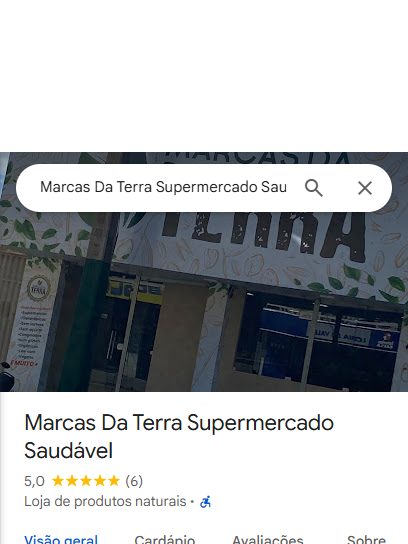 MARCAS DA
TERRA
Marcas Da Terra Supermercado Sau
TERRA
Marcas Da Terra Supermercado
Saudável
5,0 (6)
Loja de produtos naturais ·
Visão geral Cardápio Avaliações Sobre